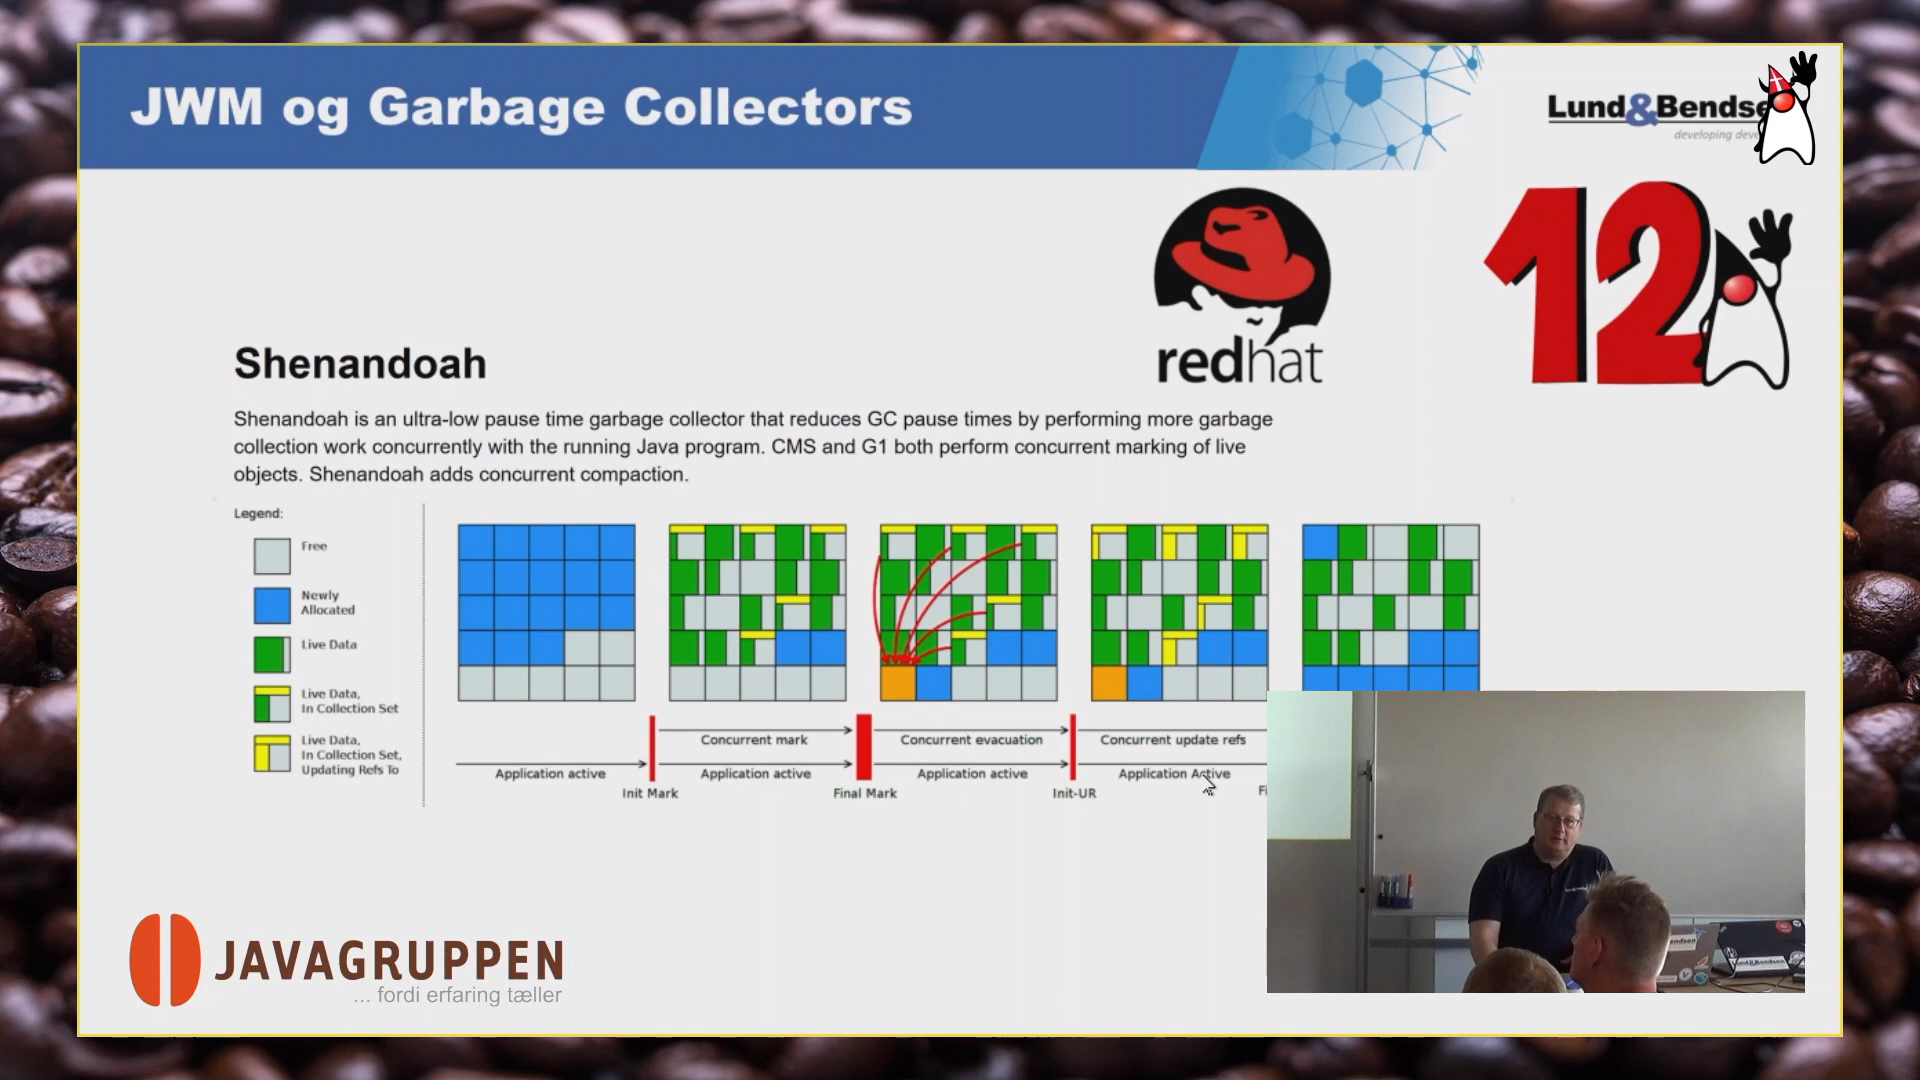 JWM og Garbage Collectors
Lund&Bendse
developing deve
redhat
12
Shenandoah
Shenandoah is an ultra-low pause time garbage collector that reduces GC pause times by performing more garbage
collection work concurrently with the running Java program. CMS and G1 both perform concurrent marking of live
objects. Shenandoah adds concurrent compaction.
Legend:
Free
Newly
Allocated
Live Data
Live Data,
In Collection Set
Live Data,
In Collection Set,
Updating Refs To
Concurrent mark
Concurrent evacuation
Concurrent update refs
Application active
Application active
Application active
Application Active
Init Mark
Final Mark
Init-UR
Fi
JAVAGRUPPEN
... fordi erfaring tæller
Lund&Bendsen